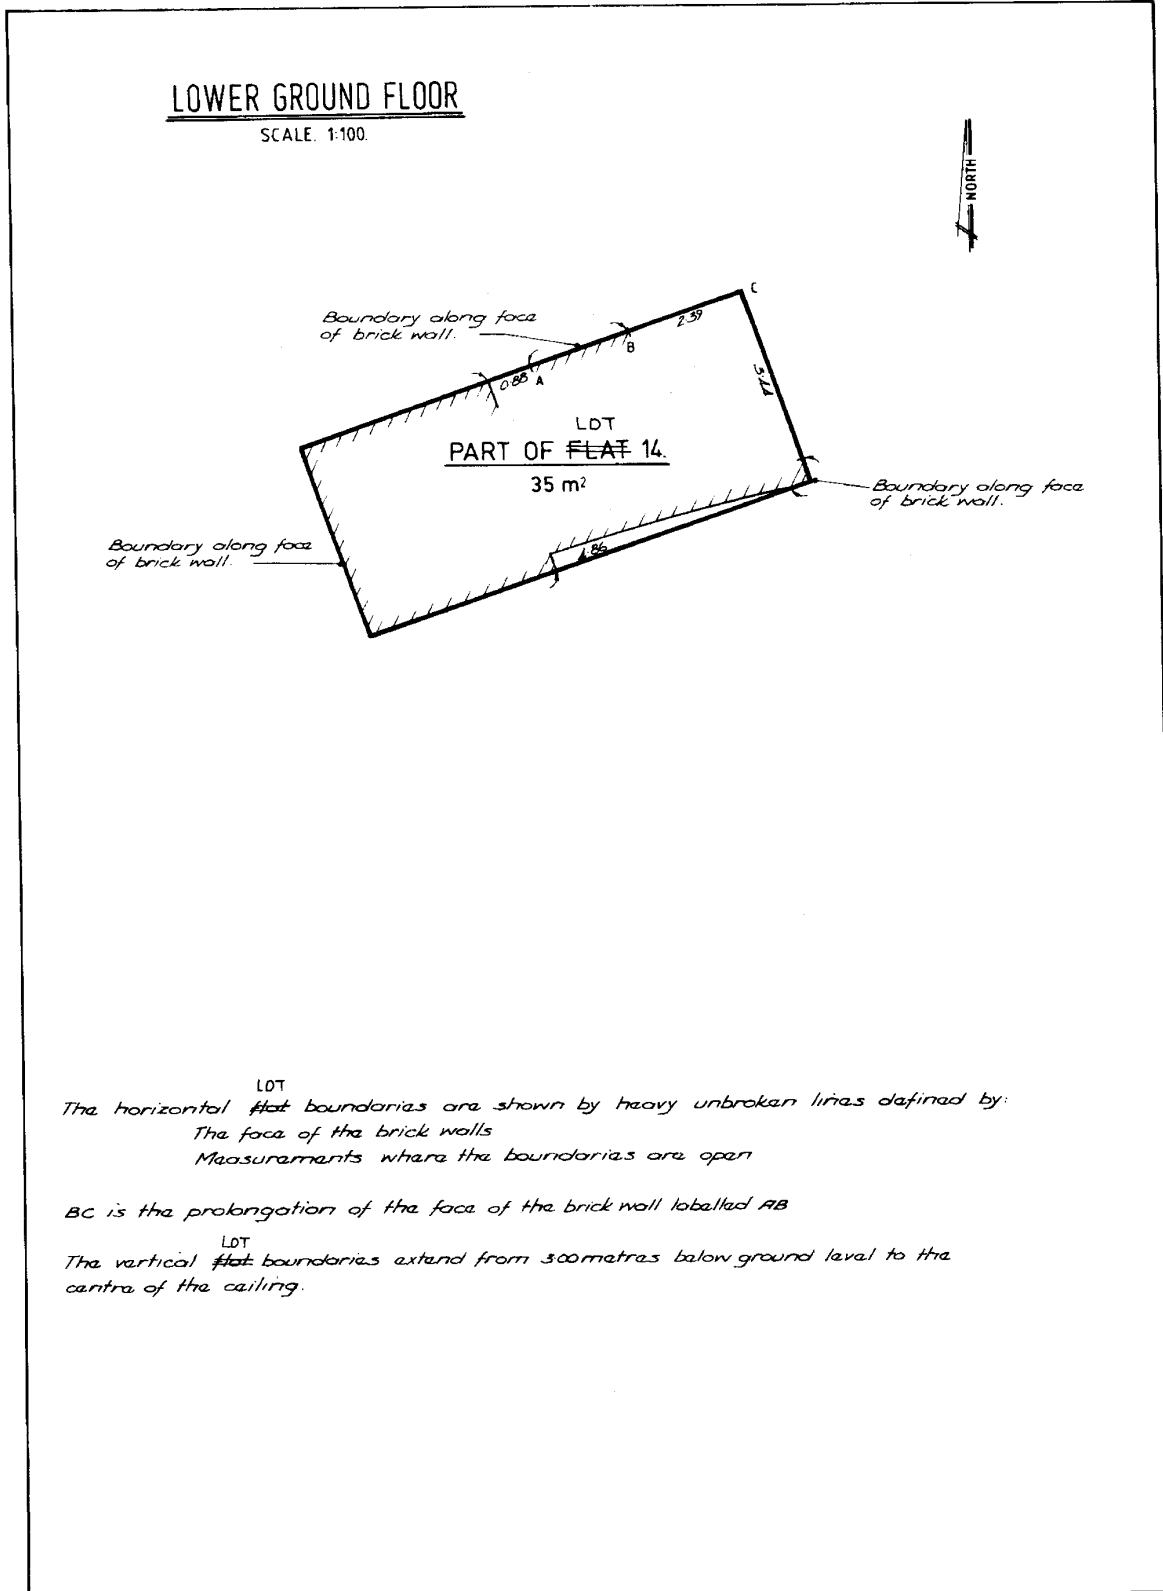 LOWER GROUND FLOOR
SCALE. 1:100.
NORTH
C
Boundary along face
of brick wall.
2·39
B
0·88 A
3·44
LOT
PART OF FLAT 14.
35 m²
Boundary along face
of brick wall.
Boundary along face
of brick wall.
LOT
The horizontal flat boundaries are shown by heavy unbroken lines defined by:
The face of the brick walls
Measurements where the boundaries are open
BC is the prolongation of the face of the brick wall labelled AB
LOT
The vertical flat boundaries extend from 3·00 metres below ground level to the
centre of the ceiling.